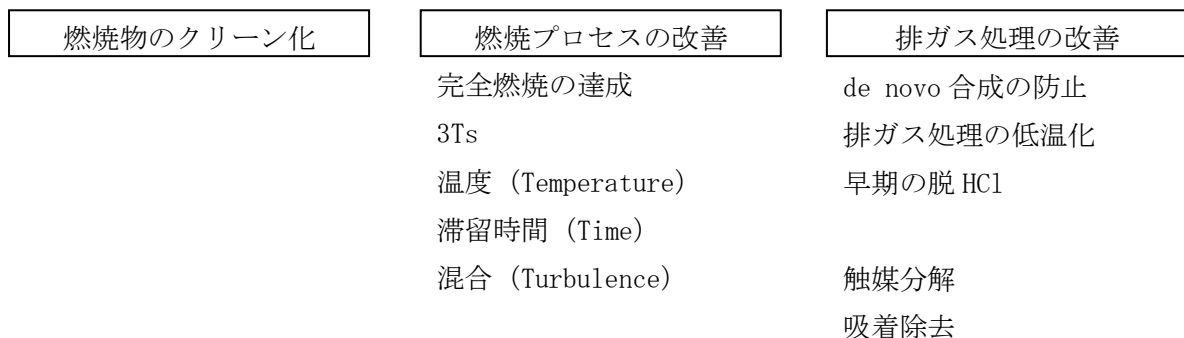 燃焼物のクリーン化
燃焼プロセスの改善
完全燃焼の達成
3Ts
温度 (Temperature)
滞留時間 (Time)
混合 (Turbulence)
排ガス処理の改善
de novo 合成の防止
排ガス処理の低温化
早期の脱 HCl
触媒分解
吸着除去